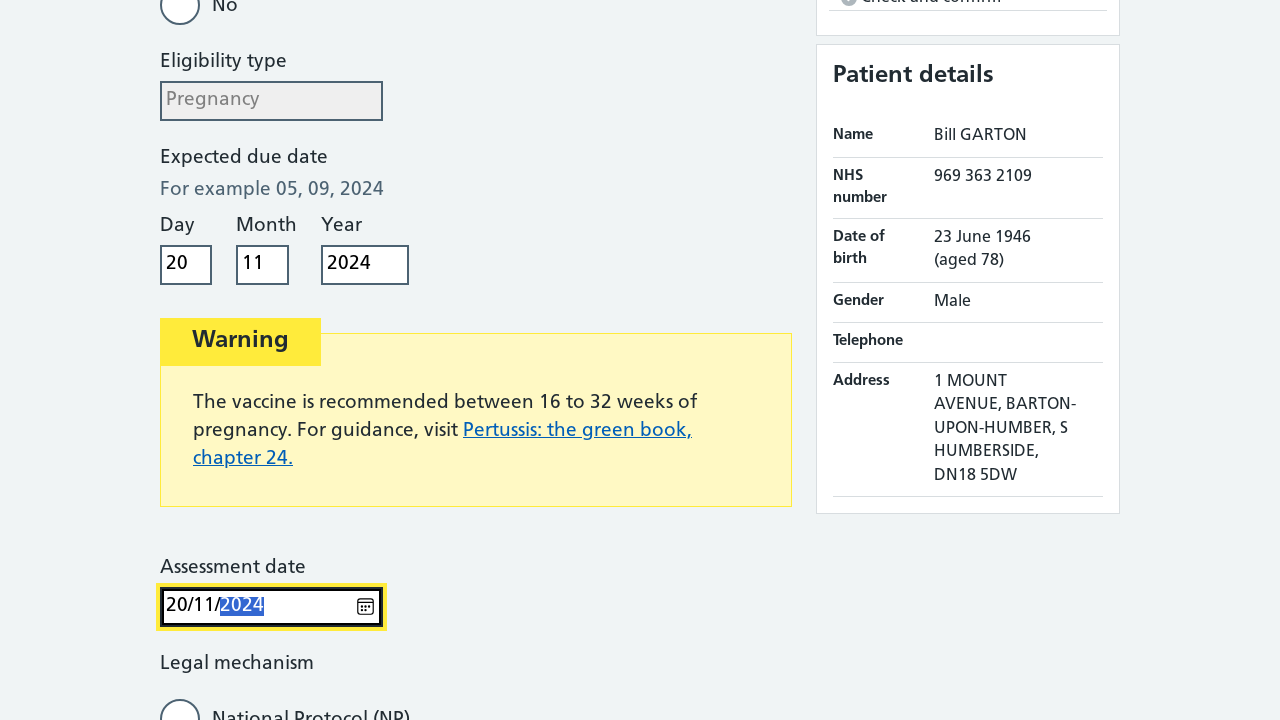 No
Eligibility type
Pregnancy
Expected due date
For example 05, 09, 2024
Day Month Year
20 11 2024
Warning
The vaccine is recommended between 16 to 32 weeks of
pregnancy. For guidance, visit Pertussis: the green book,
chapter 24.
Assessment date
20/11/2024
Legal mechanism
National Protocol (NP)
Check and confirm
Patient details
Name Bill GARTON
NHS number 969 363 2109
Date of birth 23 June 1946
(aged 78)
Gender Male
Telephone
Address 1 MOUNT
AVENUE, BARTON-
UPON-HUMBER, S
HUMBERSIDE,
DN18 5DW